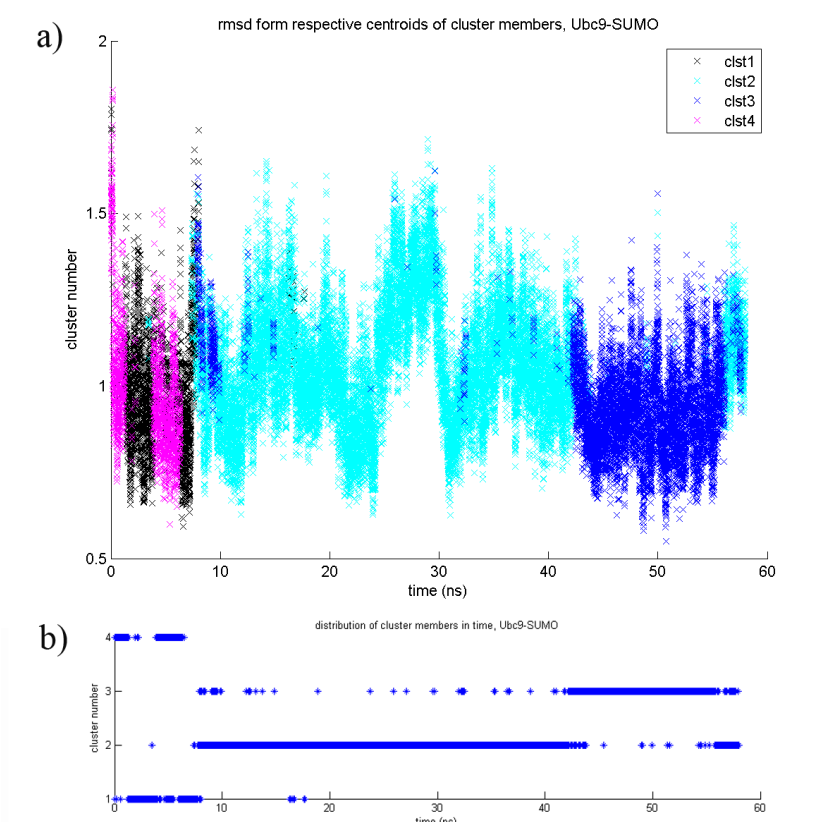 a)
rmsd form respective centroids of cluster members, Ubc9-SUMO
clst1
clst2
clst3
clst4
cluster number
2
1.5
1
0.5
0 10 20 30 40 50 60
time (ns)
b)
distribution of cluster members in time, Ubc9-SUMO
cluster number
4
3
2
1
0 10 20 30 40 50 60
time (ns)